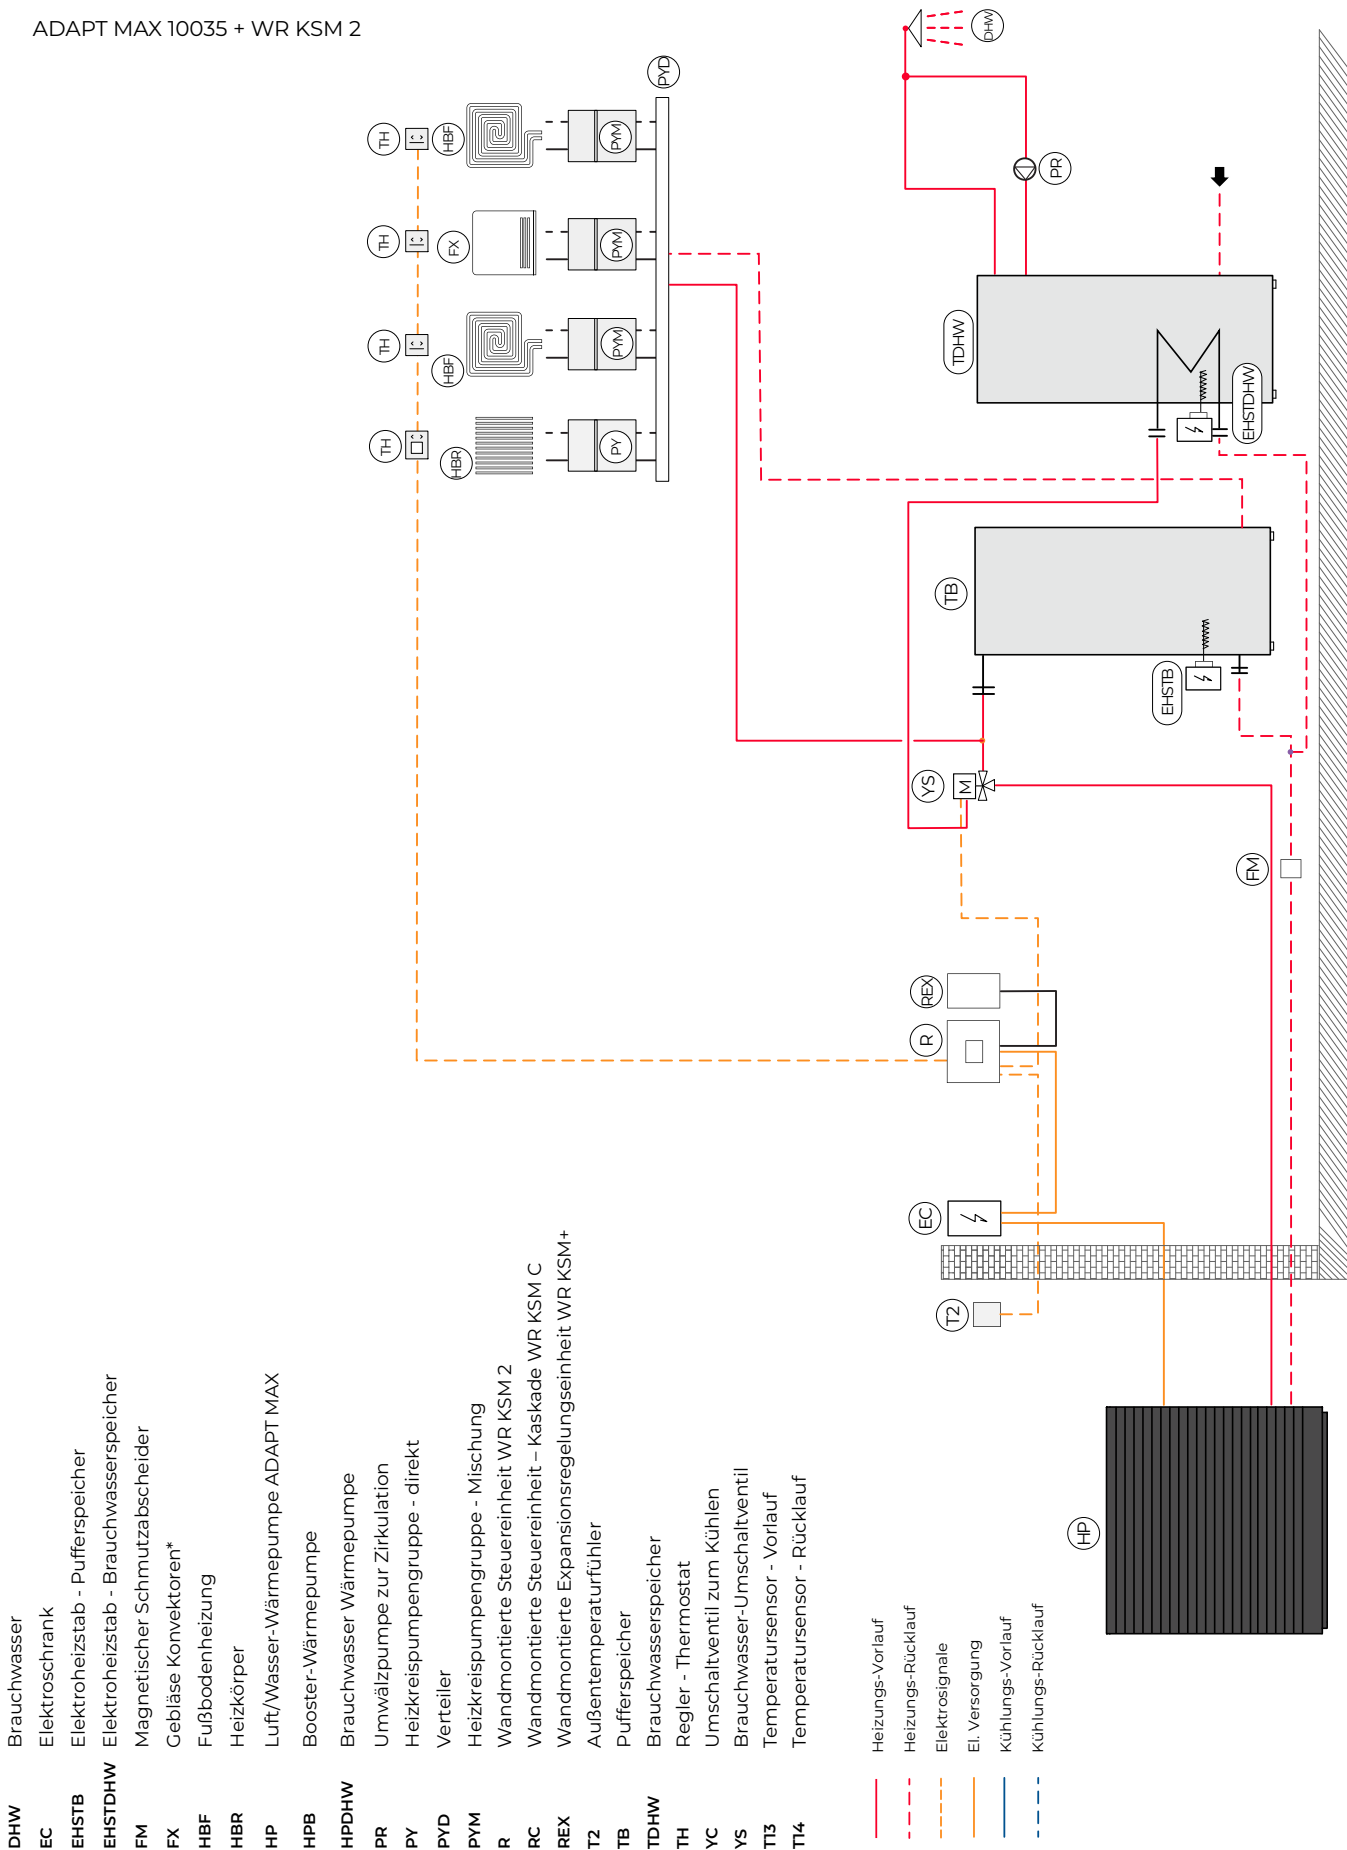 ADAPT MAX 10035 + WR KSM 2
DHW Brauchwasser
EC Elektroschrank
EHSTB Elektroheizstab - Pufferspeicher
EHSTDHW Elektroheizstab - Brauchwasserspeicher
FM Magnetischer Schmutzabscheider
FX Gebläse Konvektoren*
HBF Fußbodenheizung
HBR Heizkörper
HP Luft/Wasser-Wärmepumpe ADAPT MAX
HPB Booster-Wärmepumpe
HPDHW Brauchwasser Wärmepumpe
PR Umwälzpumpe zur Zirkulation
PY Heizkreispumpengruppe - direkt
PYD Verteiler
PYM Heizkreispumpengruppe - Mischung
R Wandmontierte Steuereinheit WR KSM 2
RC Wandmontierte Steuereinheit – Kaskade WR KSM C
REX Wandmontierte Expansionsregelungseinheit WR KSM+
T2 Außentemperaturfühler
TB Pufferspeicher
TDHW Brauchwasserspeicher
TH Regler - Thermostat
YC Umschaltventil zum Kühlen
YS Brauchwasser-Umschaltventil
T13 Temperatursensor - Vorlauf
T14 Temperatursensor - Rücklauf
Heizungs-Vorlauf
Heizungs-Rücklauf
Elektrosignale
El. Versorgung
Kühlungs-Vorlauf
Kühlungs-Rücklauf
HP
T2
EC
R
REX
FM
YS
M
EHSTB
TB
TDHW
EHSTDHW
PR
DHW
PYD
TH
HBR
PY
TH
HBF
PYM
TH
FX
PYM
TH
HBF
PYM